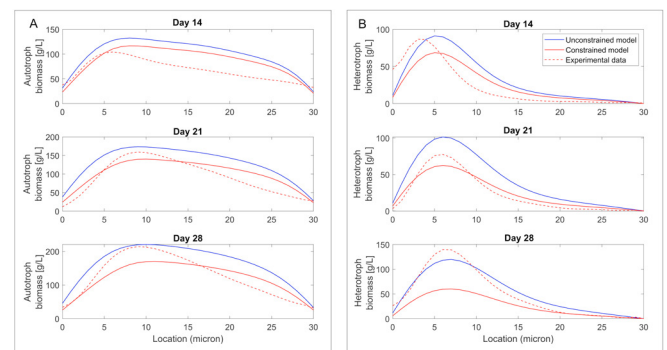 A
Day 14
Autotroph
biomass [g/L]
150
100
50
0
0 5 10 15 20 25 30
Day 21
Autotroph
biomass [g/L]
200
150
100
50
0
0 5 10 15 20 25 30
Day 28
Autotroph
biomass [g/L]
200
100
0
0 5 10 15 20 25 30
Location (micron)
B
Day 14
Heterotroph
biomass [g/L]
100
50
0
0 5 10 15 20 25 30
Unconstrained model
Constrained model
Experimental data
Day 21
Heterotroph
biomass [g/L]
100
50
0
0 5 10 15 20 25 30
Day 28
Heterotroph
biomass [g/L]
150
100
50
0
0 5 10 15 20 25 30
Location (micron)